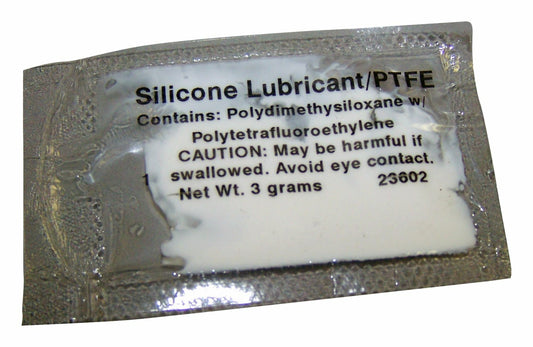 Silicone Lubricant/PTFE
Contains: Polydimethysiloxane w/
Polytetrafluoroethylene
CAUTION: May be harmful if
swallowed. Avoid eye contact.
Net Wt. 3 grams 23602